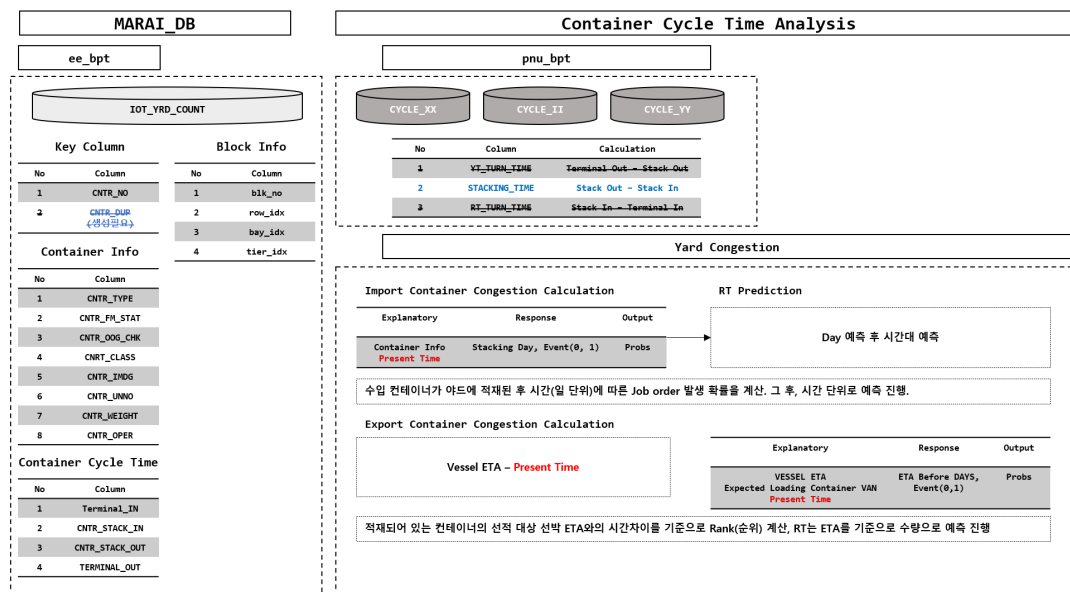 MARAI_DB
ee_bpt
IOT_YRD_COUNT
Key Column
No Column
1 CNTR_NO
2 CNTR_DUP
(생성필요)
Block Info
No Column
1 blk_no
2 row_idx
3 bay_idx
4 tier_idx
Container Info
No Column
1 CNTR_TYPE
2 CNTR_FM_STAT
3 CNTR_OOG_CHK
4 CNRT_CLASS
5 CNTR_IMDG
6 CNTR_UNNO
7 CNTR_WEIGHT
8 CNTR_OPER
Container Cycle Time
No Column
1 Terminal_IN
2 CNTR_STACK_IN
3 CNTR_STACK_OUT
4 TERMINAL_OUT
Container Cycle Time Analysis
pnu_bpt
CYCLE_XX
CYCLE_II
CYCLE_YY
No Column Calculation
1 YT_TURN_TIME Terminal Out – Stack Out
2 STACKING_TIME Stack Out – Stack In
3 RT_TURN_TIME Stack In – Terminal In
Yard Congestion
Import Container Congestion Calculation
Explanatory Response Output
Container Info Stacking Day, Event(0, 1) Probs
Present Time
RT Prediction
Day 예측 후 시간대 예측
수입 컨테이너가 야드에 적재된 후 시간(일 단위)에 따른 Job order 발생 확률을 계산. 그 후, 시간 단위로 예측 진행.
Export Container Congestion Calculation
Vessel ETA – Present Time
Explanatory Response Output
VESSEL ETA ETA Before DAYS, Probs
Expected Loading Container VAN Event(0,1)
Present Time
적재되어 있는 컨테이너의 선적 대상 선박 ETA와의 시간차이를 기준으로 Rank(순위) 계산, RT는 ETA를 기준으로 수량으로 예측 진행